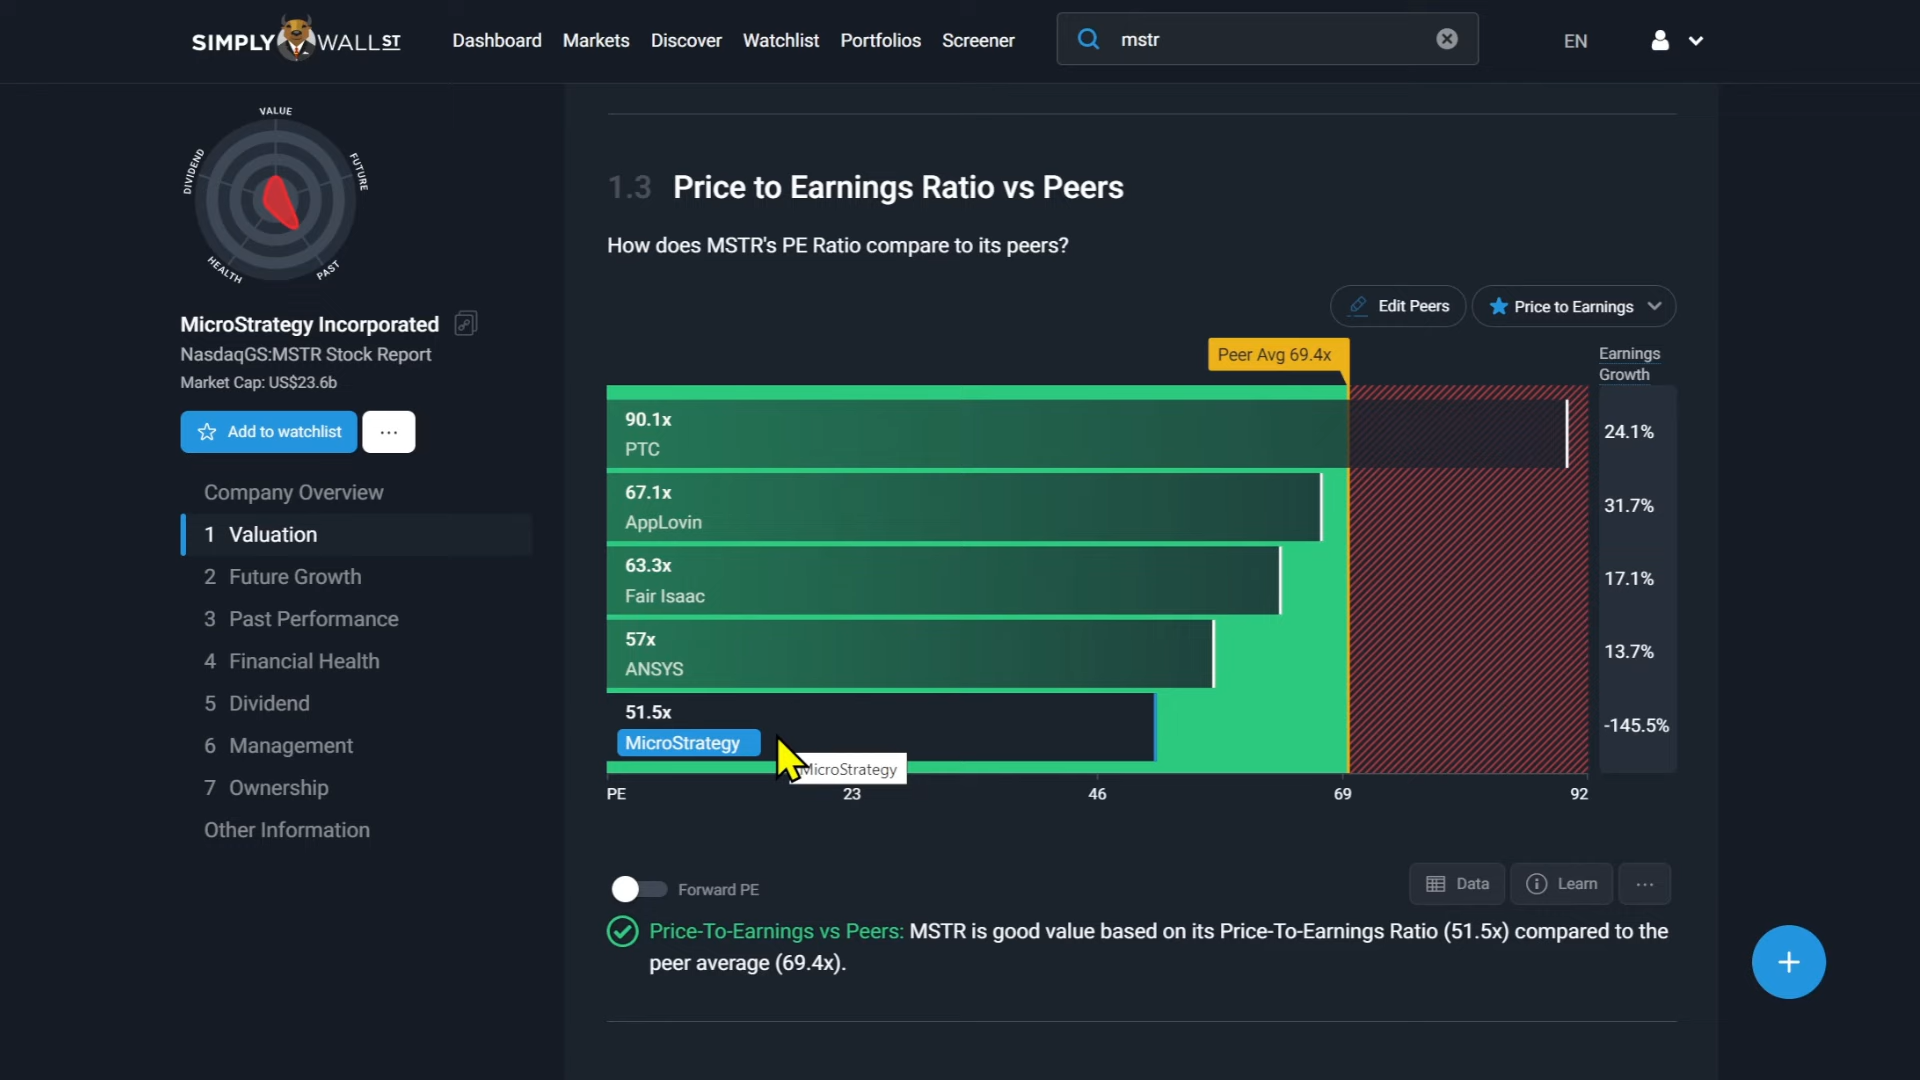 SIMPLY WALLST
Dashboard
Markets
Discover
Watchlist
Portfolios
Screener
mstr
EN
VALUE
FUTURE
PAST
HEALTH
DIVIDEND
MicroStrategy Incorporated
NasdaqGS:MSTR Stock Report
Market Cap: US$23.6b
Add to watchlist
...
Company Overview
1 Valuation
2 Future Growth
3 Past Performance
4 Financial Health
5 Dividend
6 Management
7 Ownership
Other Information
1.3 Price to Earnings Ratio vs Peers
How does MSTR's PE Ratio compare to its peers?
Edit Peers
Price to Earnings
Peer Avg 69.4x
Earnings
Growth
90.1x
PTC
24.1%
67.1x
AppLovin
31.7%
63.3x
Fair Isaac
17.1%
57x
ANSYS
13.7%
51.5x
MicroStrategy
-145.5%
MicroStrategy
PE
23
46
69
92
Forward PE
Data
Learn
...
Price-To-Earnings vs Peers: MSTR is good value based on its Price-To-Earnings Ratio (51.5x) compared to the
peer average (69.4x).
+